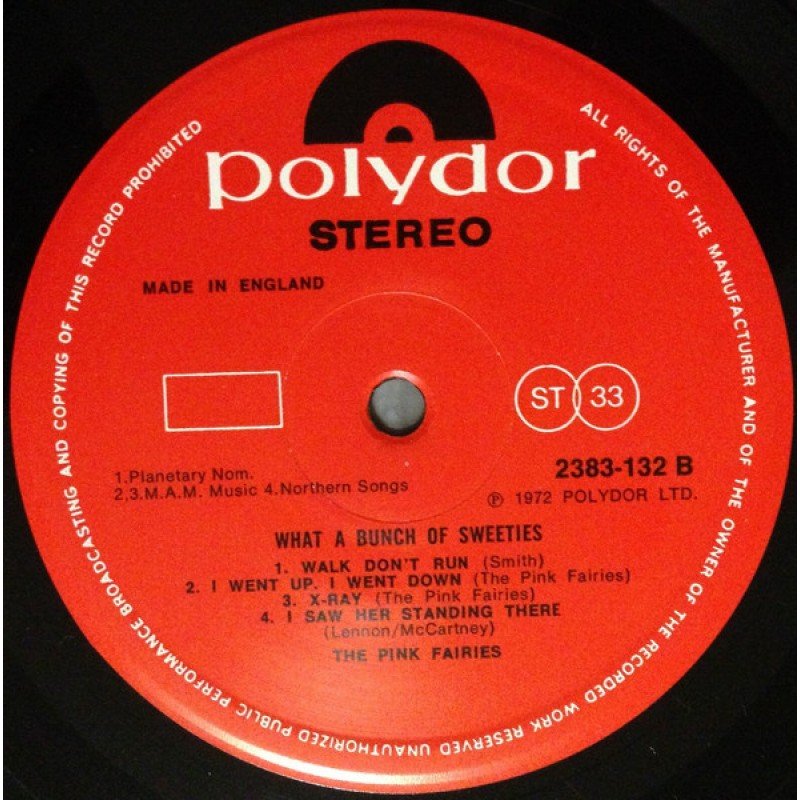 polydor
STEREO
MADE IN ENGLAND
ST 33
1.Planetary Nom.
2,3.M.A.M. Music 4.Northern Songs
2383-132 B
℗ 1972 POLYDOR LTD.
WHAT A BUNCH OF SWEETIES
1. WALK DON'T RUN (Smith)
2. I WENT UP. I WENT DOWN (The Pink Fairies)
3. X-RAY (The Pink Fairies)
4. I SAW HER STANDING THERE
(Lennon/McCartney)
THE PINK FAIRIES
ALL RIGHTS OF THE MANUFACTURER AND OF THE OWNER OF THE RECORDED WORK RESERVED UNAUTHORIZED PUBLIC PERFORMANCE BROADCASTING AND COPYING OF THIS RECORD PROHIBITED